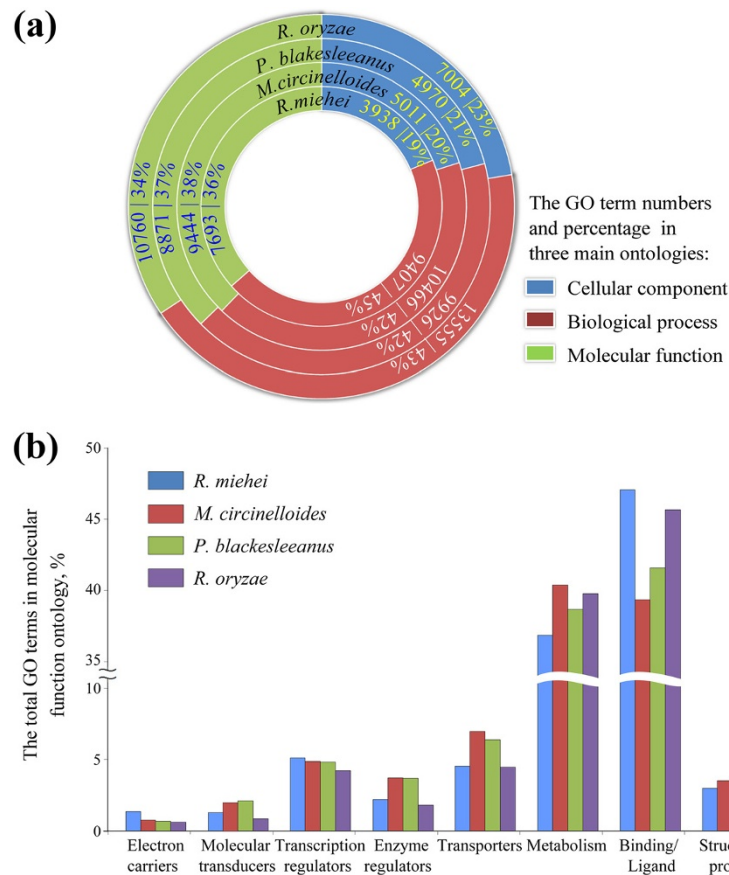 (a)
R. oryzae
P. blakesleeanus
M.circinelloides
R.miehei
7004 | 23%
4970 | 21%
5011 | 20%
3938 | 19%
10760 | 34%
8871 | 37%
9444 | 38%
7693 | 36%
9407 | 45%
10466 | 42%
9926 | 42%
13555 | 43%
The GO term numbers
and percentage in
three main ontologies:
Cellular component
Biological process
Molecular function
(b)
The total GO terms in molecular
function ontology, %
50
45
40
35
10
5
0
R. miehei
M. circinelloides
P. blackesleeanus
R. oryzae
Electron
carriers
Molecular
transducers
Transcription
regulators
Enzyme
regulators
Transporters
Metabolism
Binding/
Ligand
Struc
pro